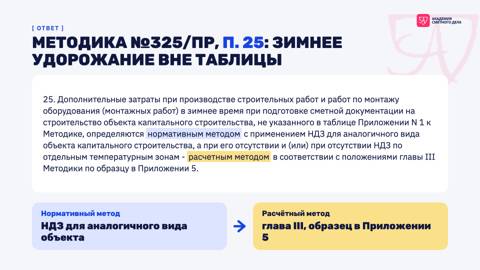 [ ОТВЕТ ]
АКАДЕМИЯ
СМЕТНОГО ДЕЛА
МЕТОДИКА №325/ПР, П. 25: ЗИМНЕЕ
УДОРОЖАНИЕ ВНЕ ТАБЛИЦЫ
25. Дополнительные затраты при производстве строительных работ и работ по монтажу
оборудования (монтажных работ) в зимнее время при подготовке сметной документации на
строительство объекта капитального строительства, не указанного в таблице Приложении N 1 к
Методике, определяются нормативным методом с применением НДЗ для аналогичного вида
объекта капитального строительства, а при его отсутствии и (или) при отсутствии НДЗ по
отдельным температурным зонам - расчетным методом в соответствии с положениями главы III
Методики по образцу в Приложении 5.
Нормативный метод
НДЗ для аналогичного вида
объекта
Расчётный метод
глава III, образец в Приложении
5